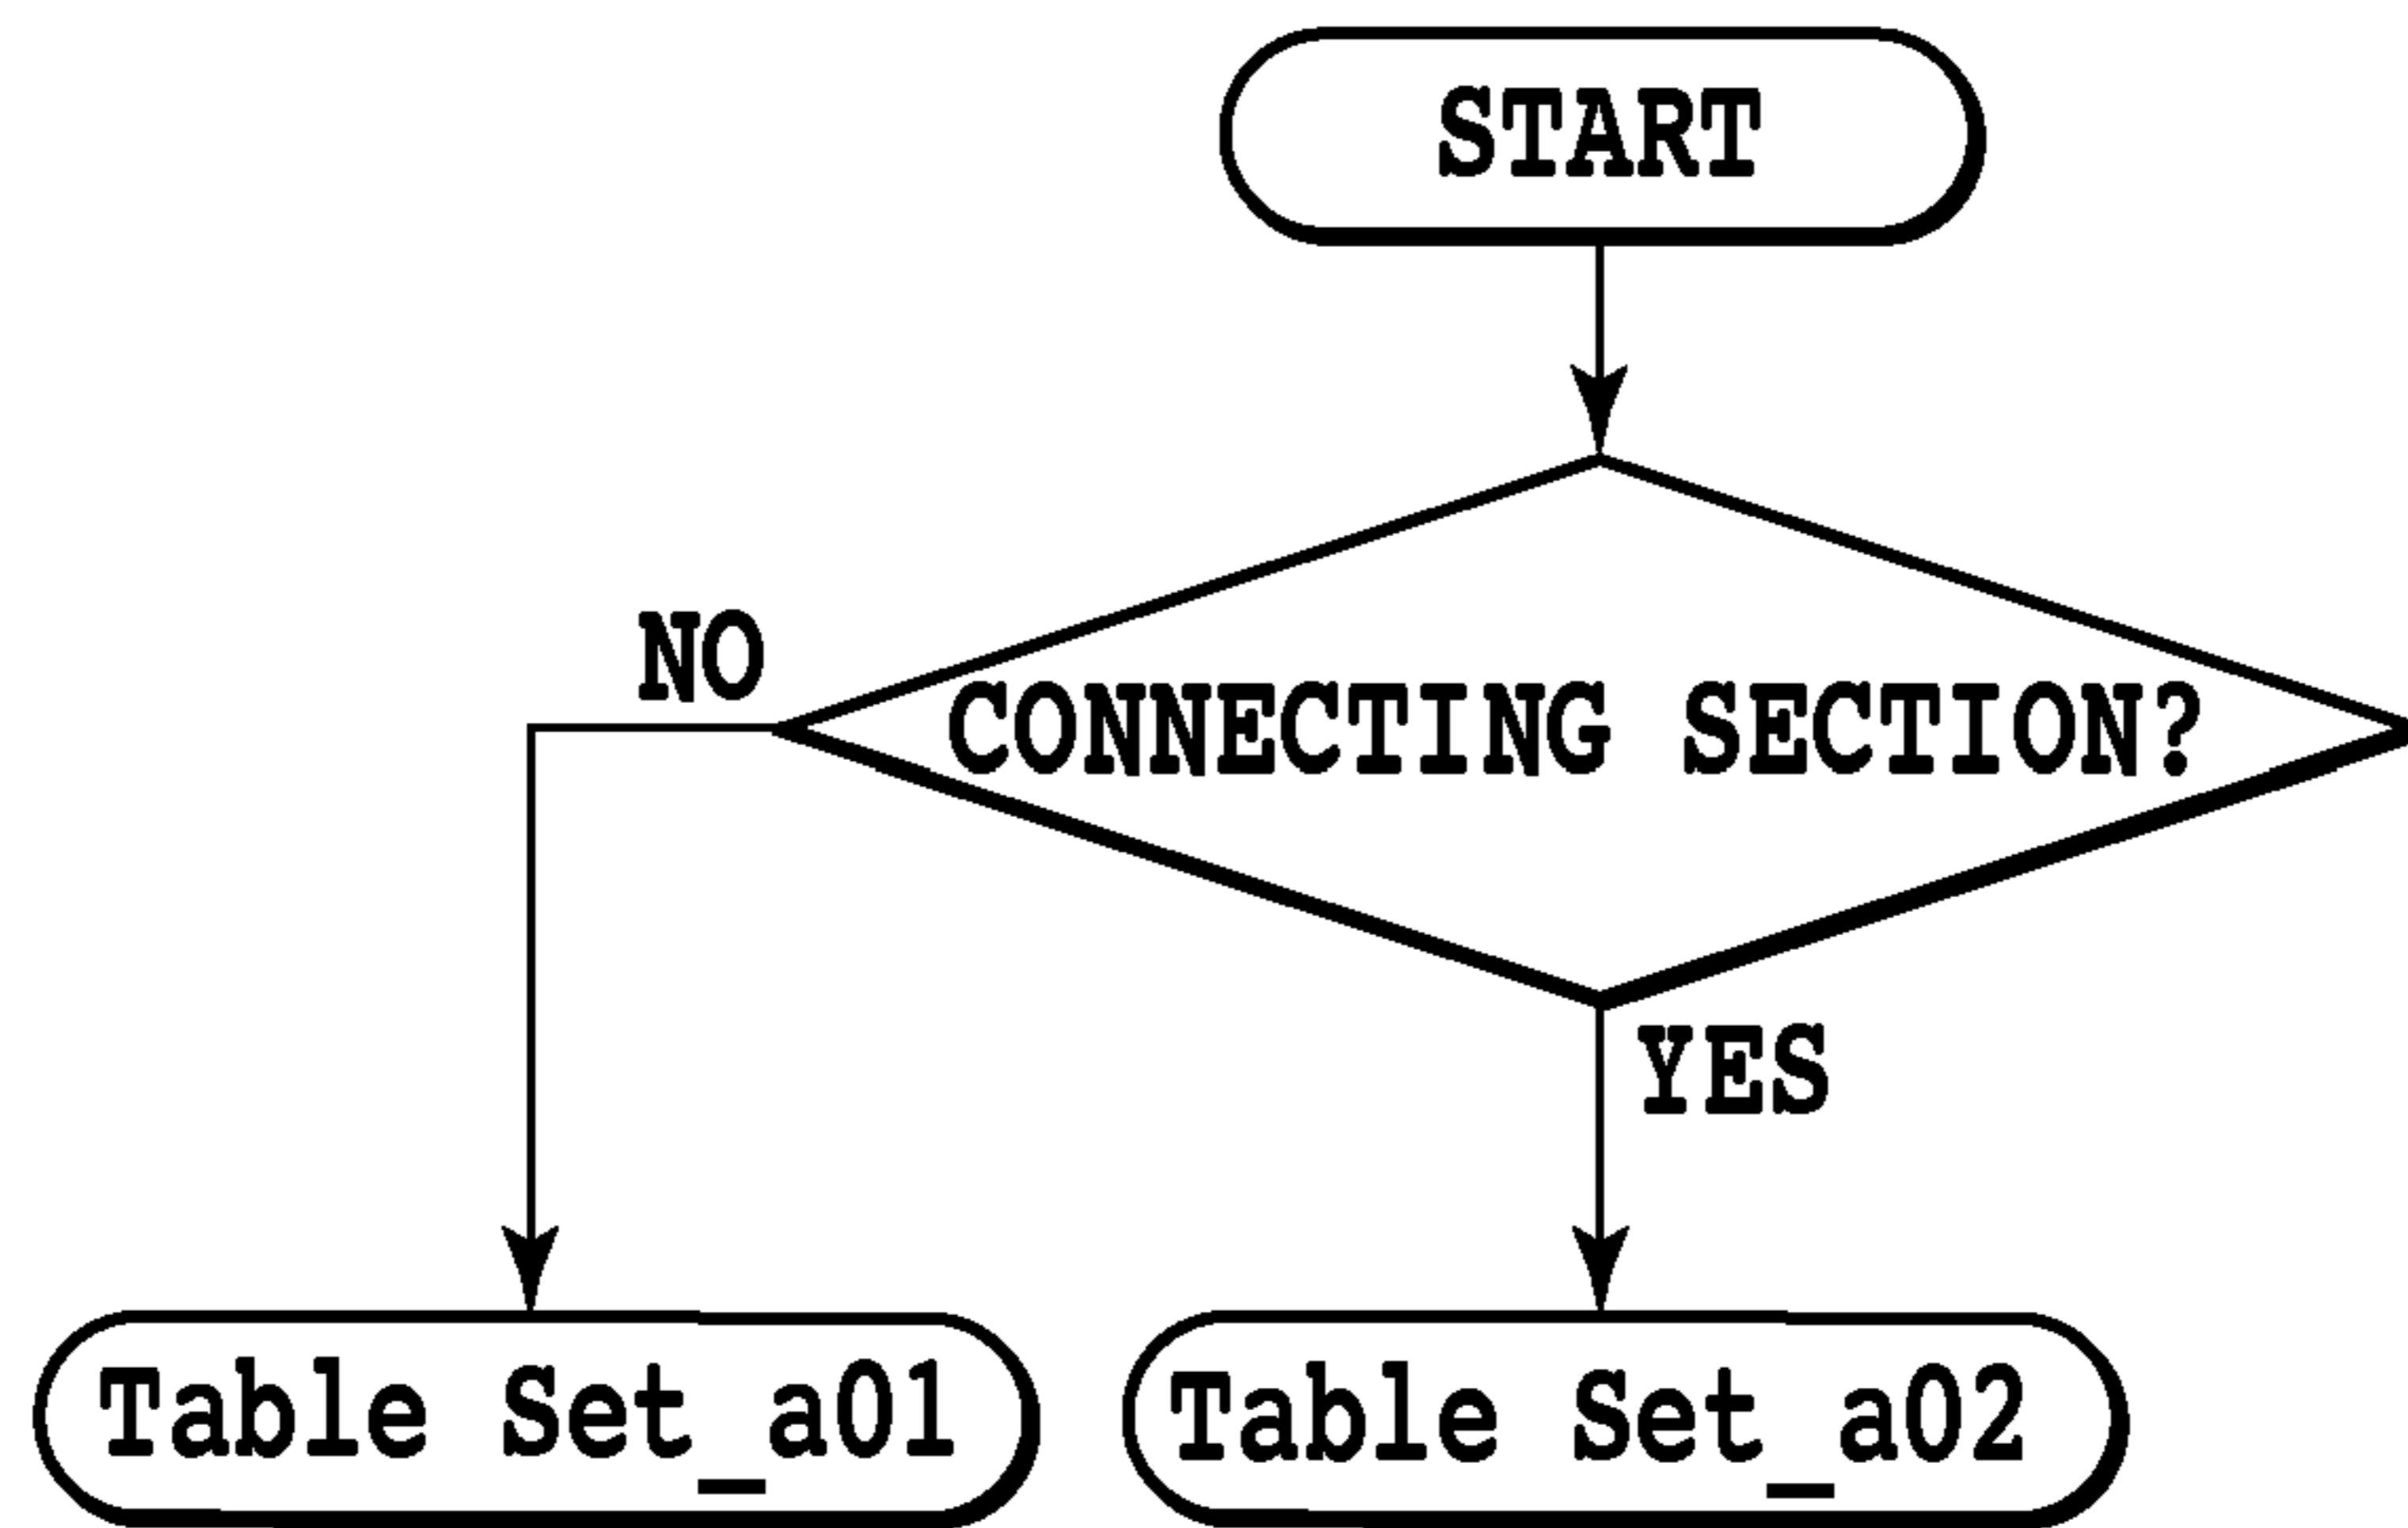 START
NO
CONNECTING SECTION?
YES
Table Set_a01
Table Set_a02